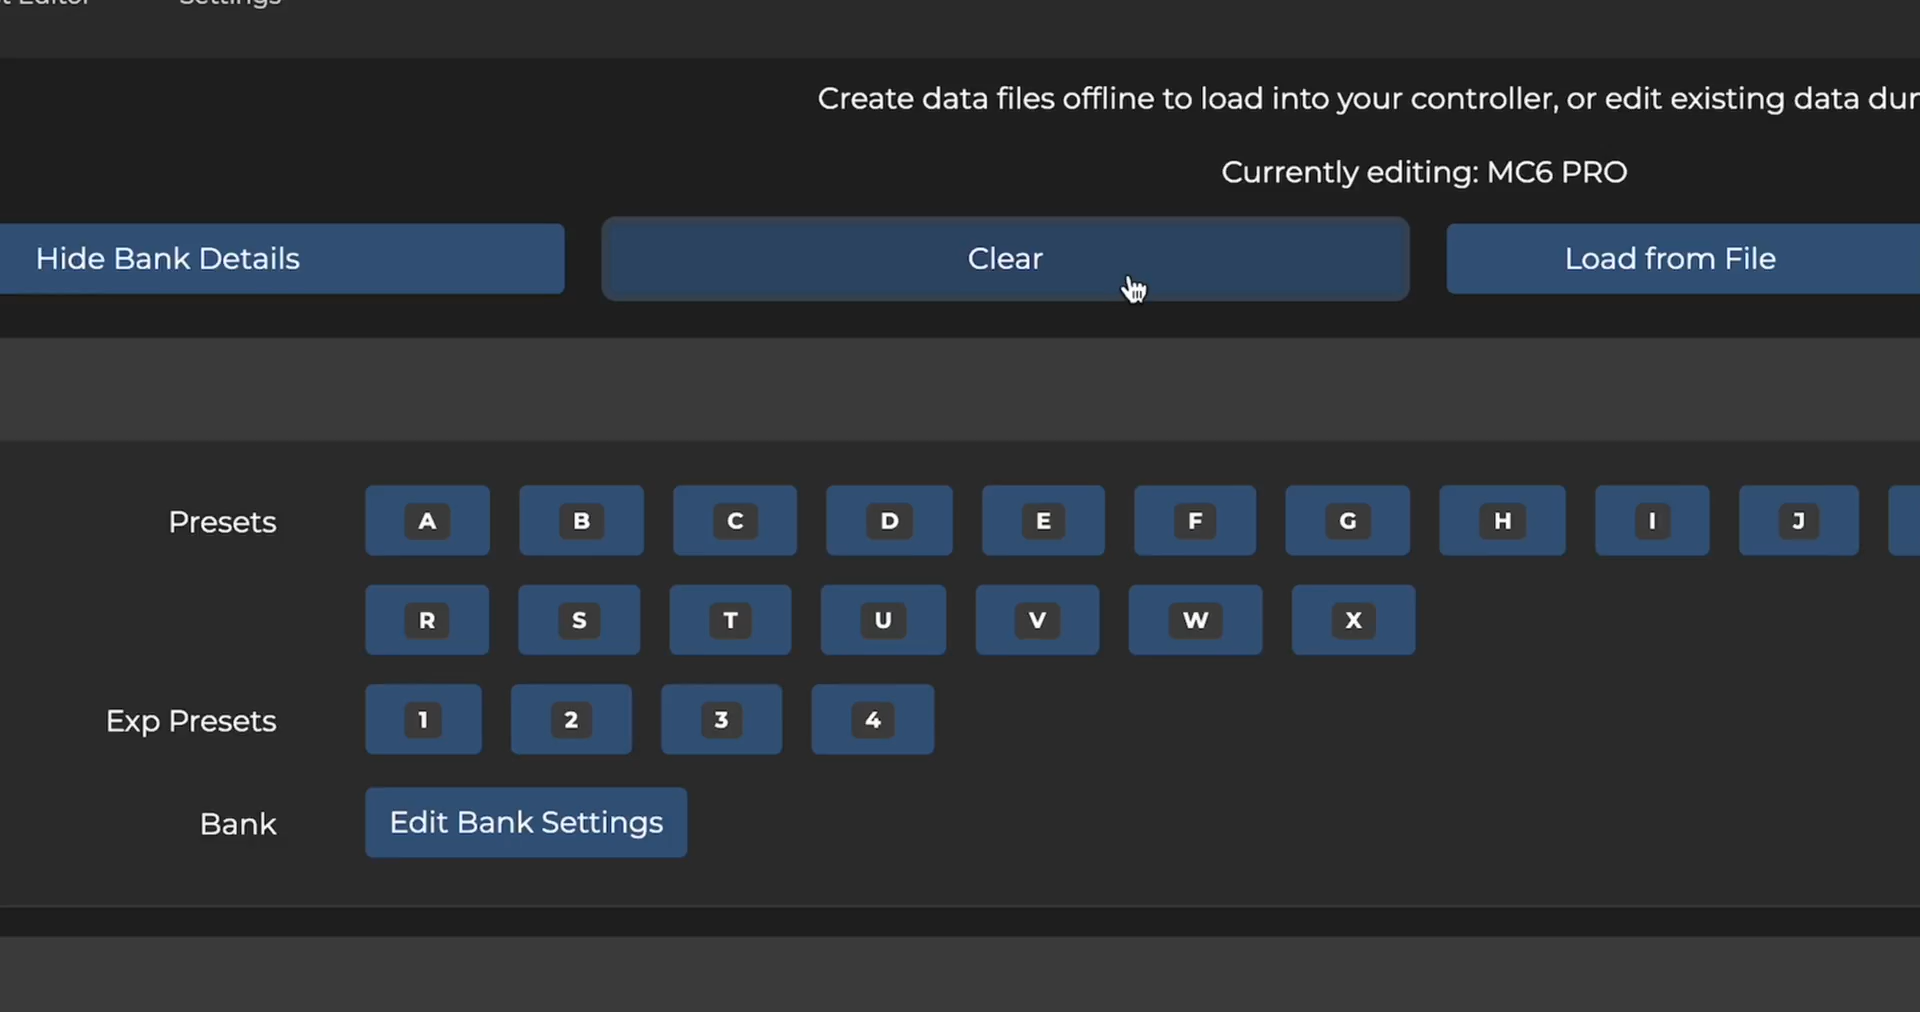 Settings
Create data files offline to load into your controller, or edit existing data
Currently editing: MC6 PRO
Hide Bank Details
Clear
Load from File
Presets
A B C D E F G H I J
R S T U V W X
Exp Presets
1 2 3 4
Bank
Edit Bank Settings